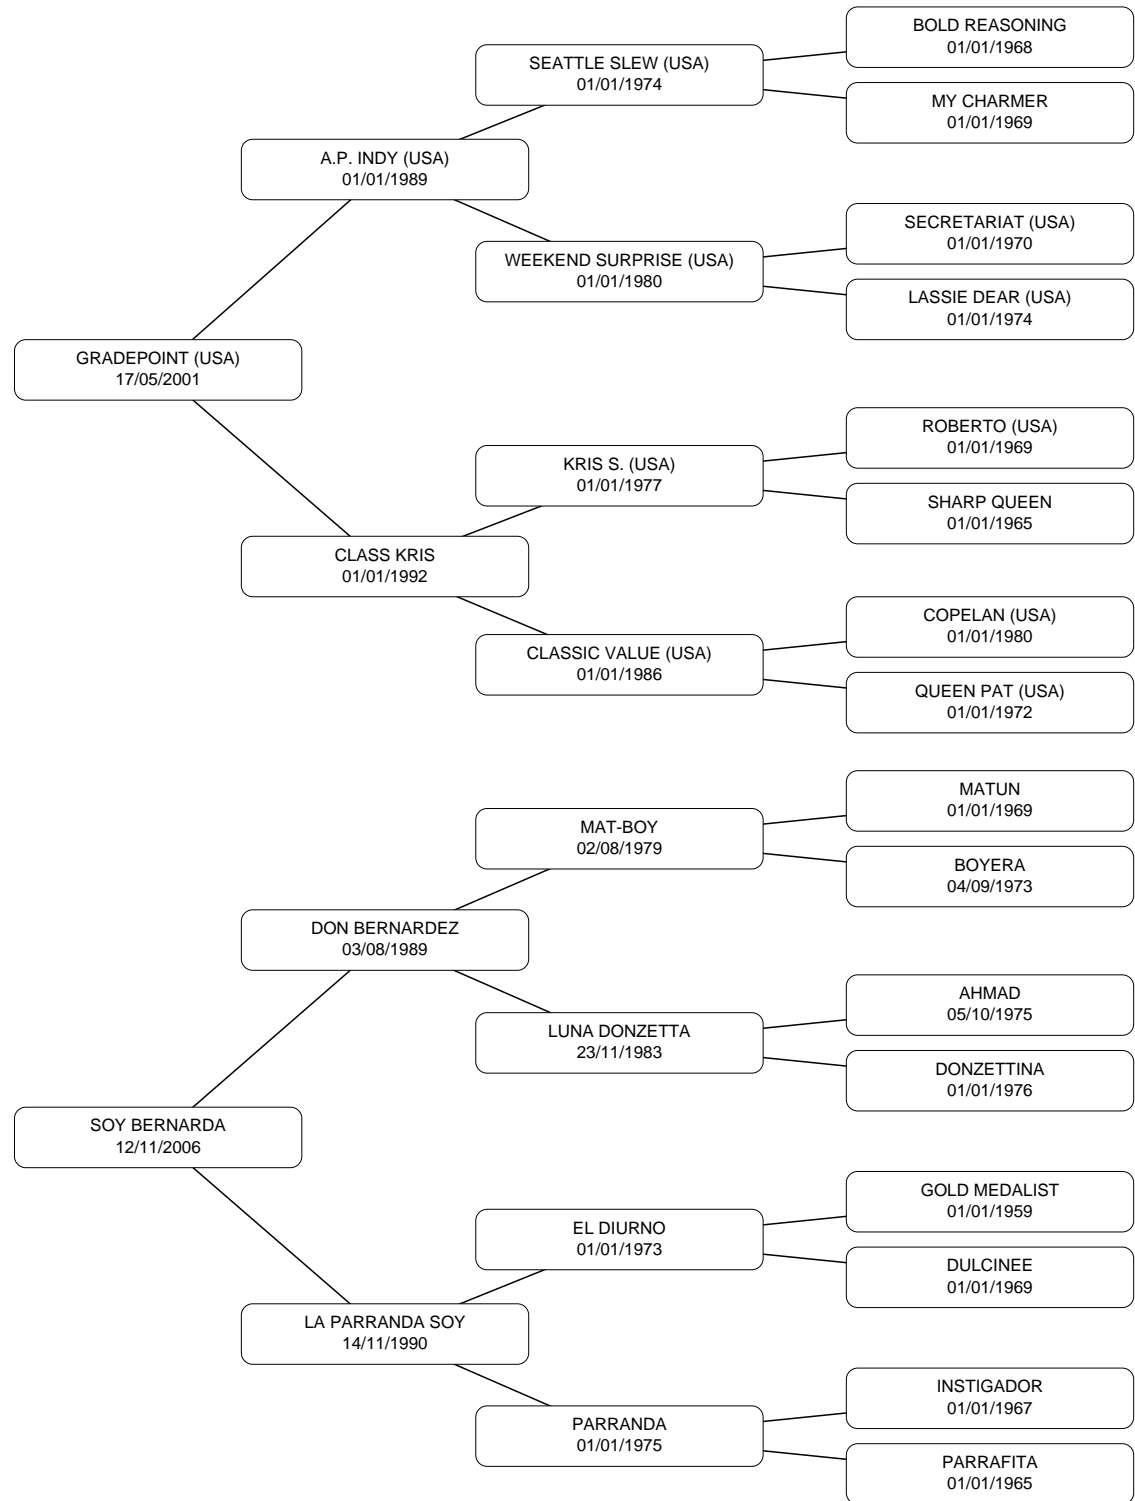 BOLD REASONING
01/01/1968
SEATTLE SLEW (USA)
01/01/1974
MY CHARMER
01/01/1969
A.P. INDY (USA)
01/01/1989
SECRETARIAT (USA)
01/01/1970
WEEKEND SURPRISE (USA)
01/01/1980
LASSIE DEAR (USA)
01/01/1974
GRADEPOINT (USA)
17/05/2001
ROBERTO (USA)
01/01/1969
KRIS S. (USA)
01/01/1977
SHARP QUEEN
01/01/1965
CLASS KRIS
01/01/1992
COPELAN (USA)
01/01/1980
CLASSIC VALUE (USA)
01/01/1986
QUEEN PAT (USA)
01/01/1972
MATUN
01/01/1969
MAT-BOY
02/08/1979
BOYERA
04/09/1973
DON BERNARDEZ
03/08/1989
AHMAD
05/10/1975
LUNA DONZETTA
23/11/1983
DONZETTINA
01/01/1976
SOY BERNARDA
12/11/2006
GOLD MEDALIST
01/01/1959
EL DIURNO
01/01/1973
DULCINEE
01/01/1969
LA PARRANDA SOY
14/11/1990
INSTIGADOR
01/01/1967
PARRANDA
01/01/1975
PARRAFITA
01/01/1965